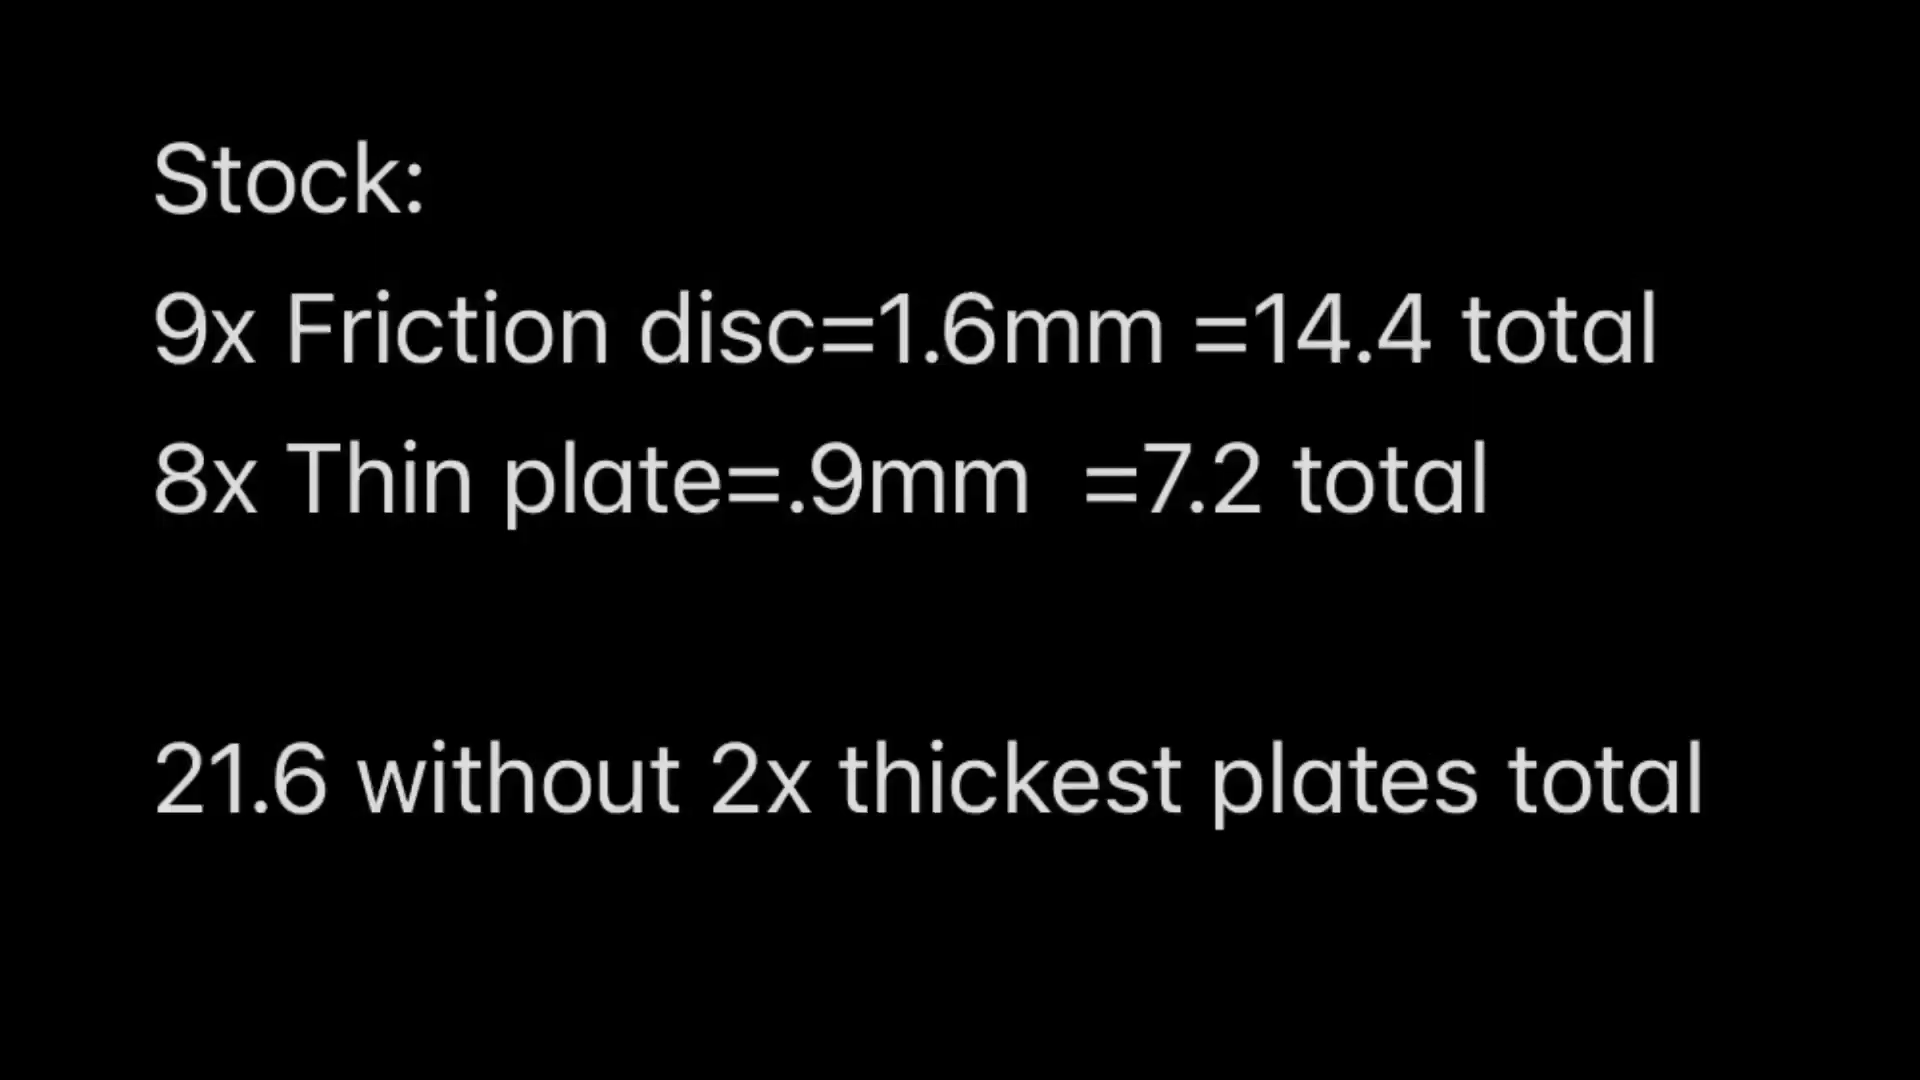 Stock:
9x Friction disc=1.6mm =14.4 total
8x Thin plate=.9mm  =7.2 total
21.6 without 2x thickest plates total